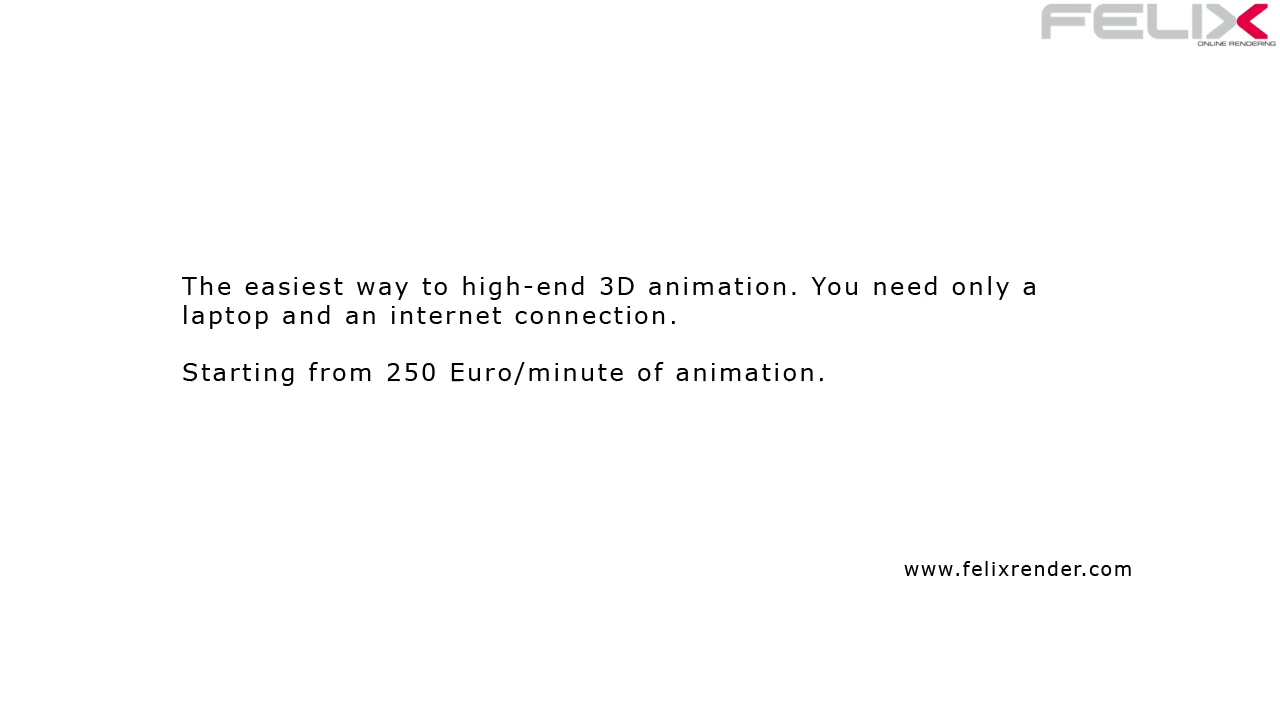 FELIX
ONLINE RENDERING
The easiest way to high-end 3D animation. You need only a
laptop and an internet connection.
Starting from 250 Euro/minute of animation.
www.felixrender.com